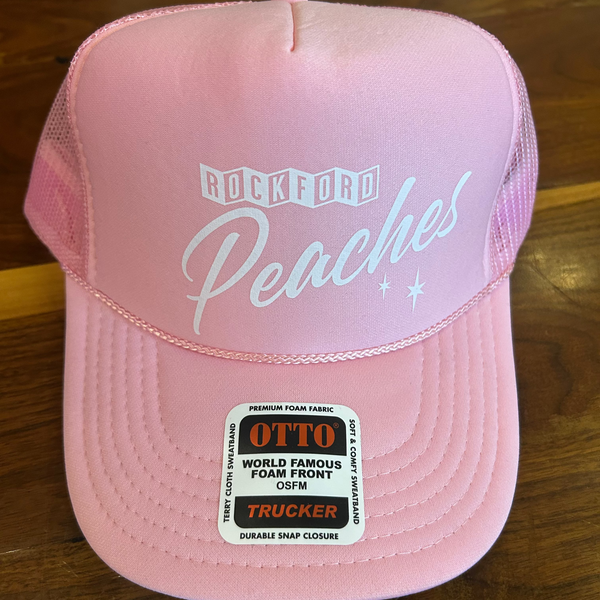 ROCKFORD
Peaches
PREMIUM FOAM FABRIC
OTTO®
WORLD FAMOUS
FOAM FRONT
OSFM
TRUCKER
DURABLE SNAP CLOSURE
TERRY CLOTH SWEATBAND
SOFT & COMFY SWEATBAND